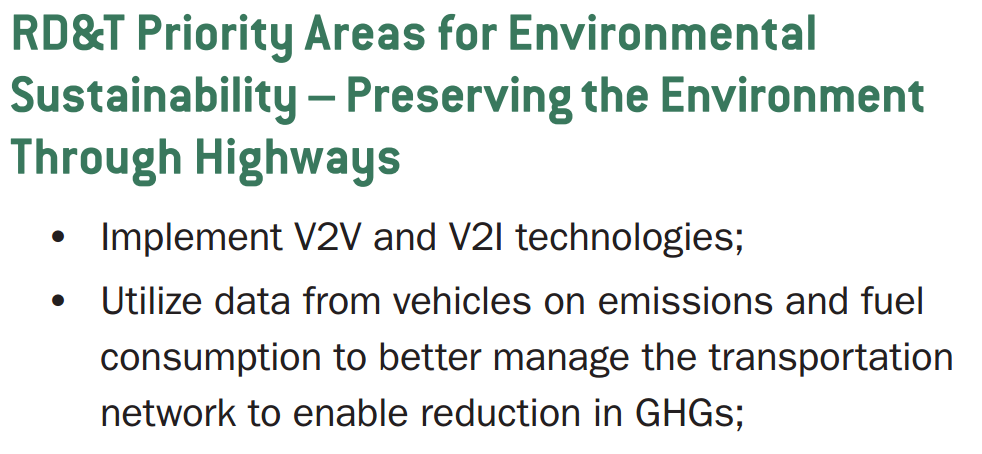 RD&T Priority Areas for Environmental
Sustainability – Preserving the Environment
Through Highways
• Implement V2V and V2I technologies;
• Utilize data from vehicles on emissions and fuel
consumption to better manage the transportation
network to enable reduction in GHGs;